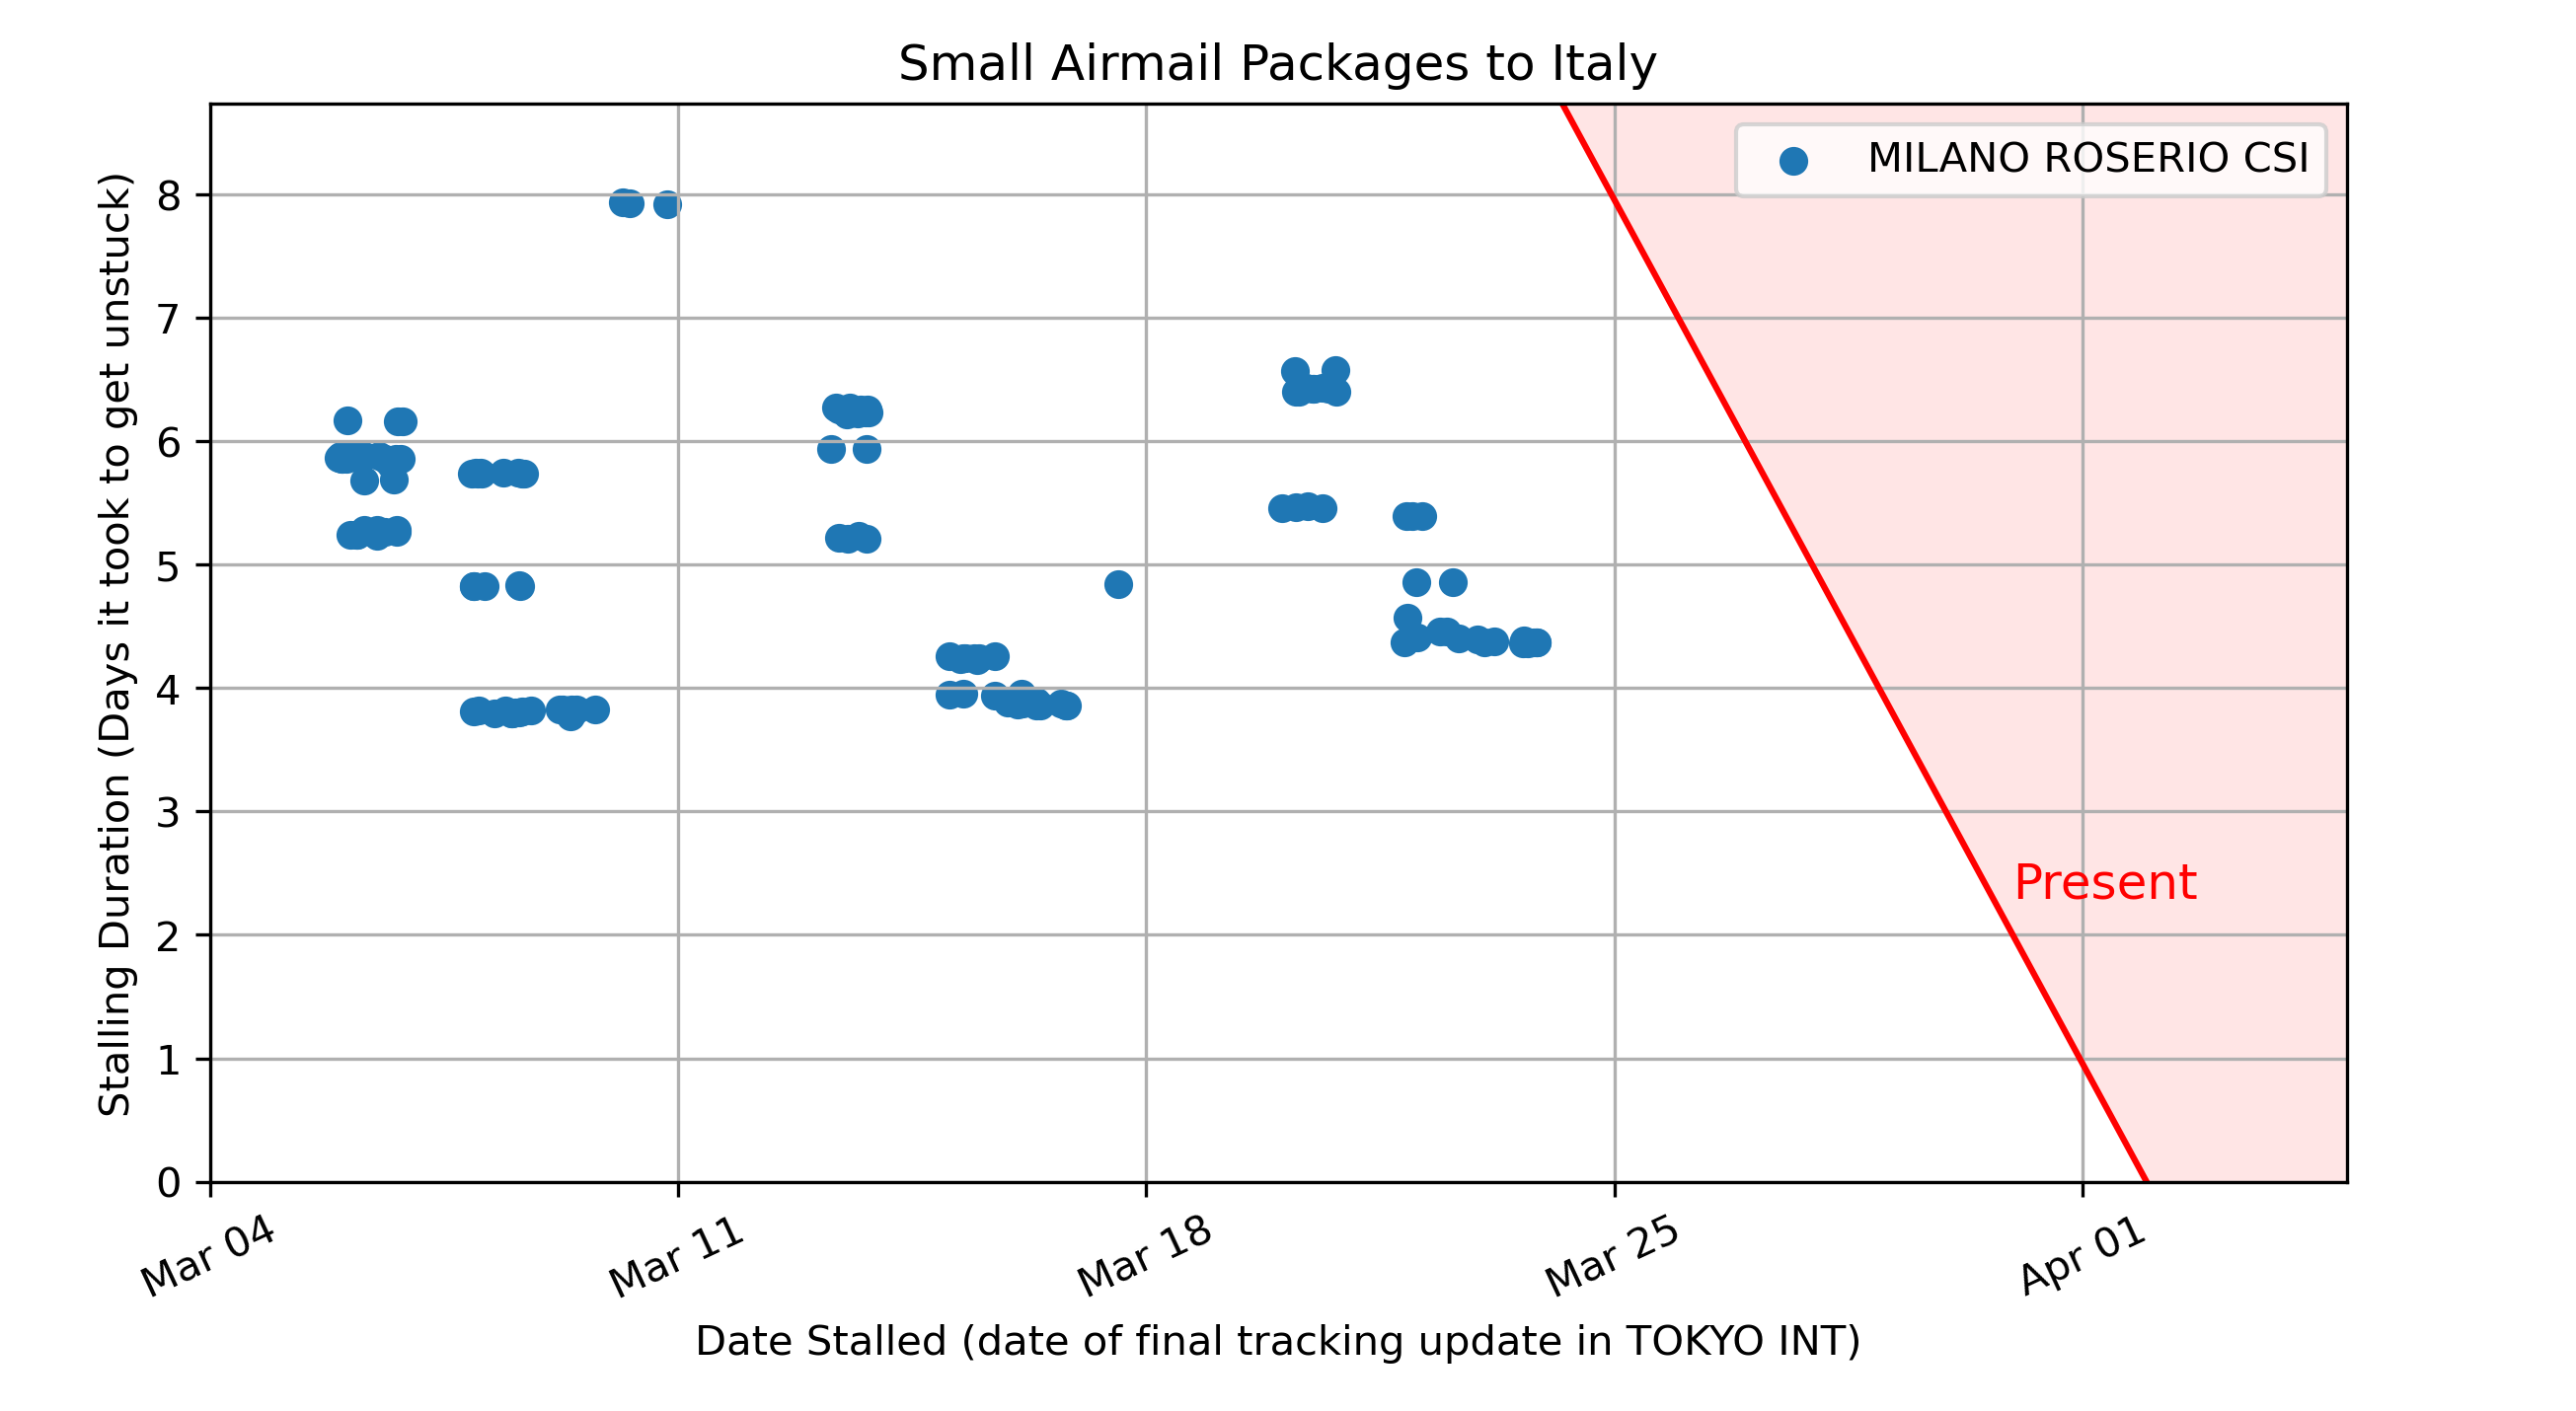 Small Airmail Packages to Italy
MILANO ROSERIO CSI
Stalling Duration (Days it took to get unstuck)
8
7
6
5
4
3
2
1
0
Present
Mar 04
Mar 11
Mar 18
Mar 25
Apr 01
Date Stalled (date of final tracking update in TOKYO INT)